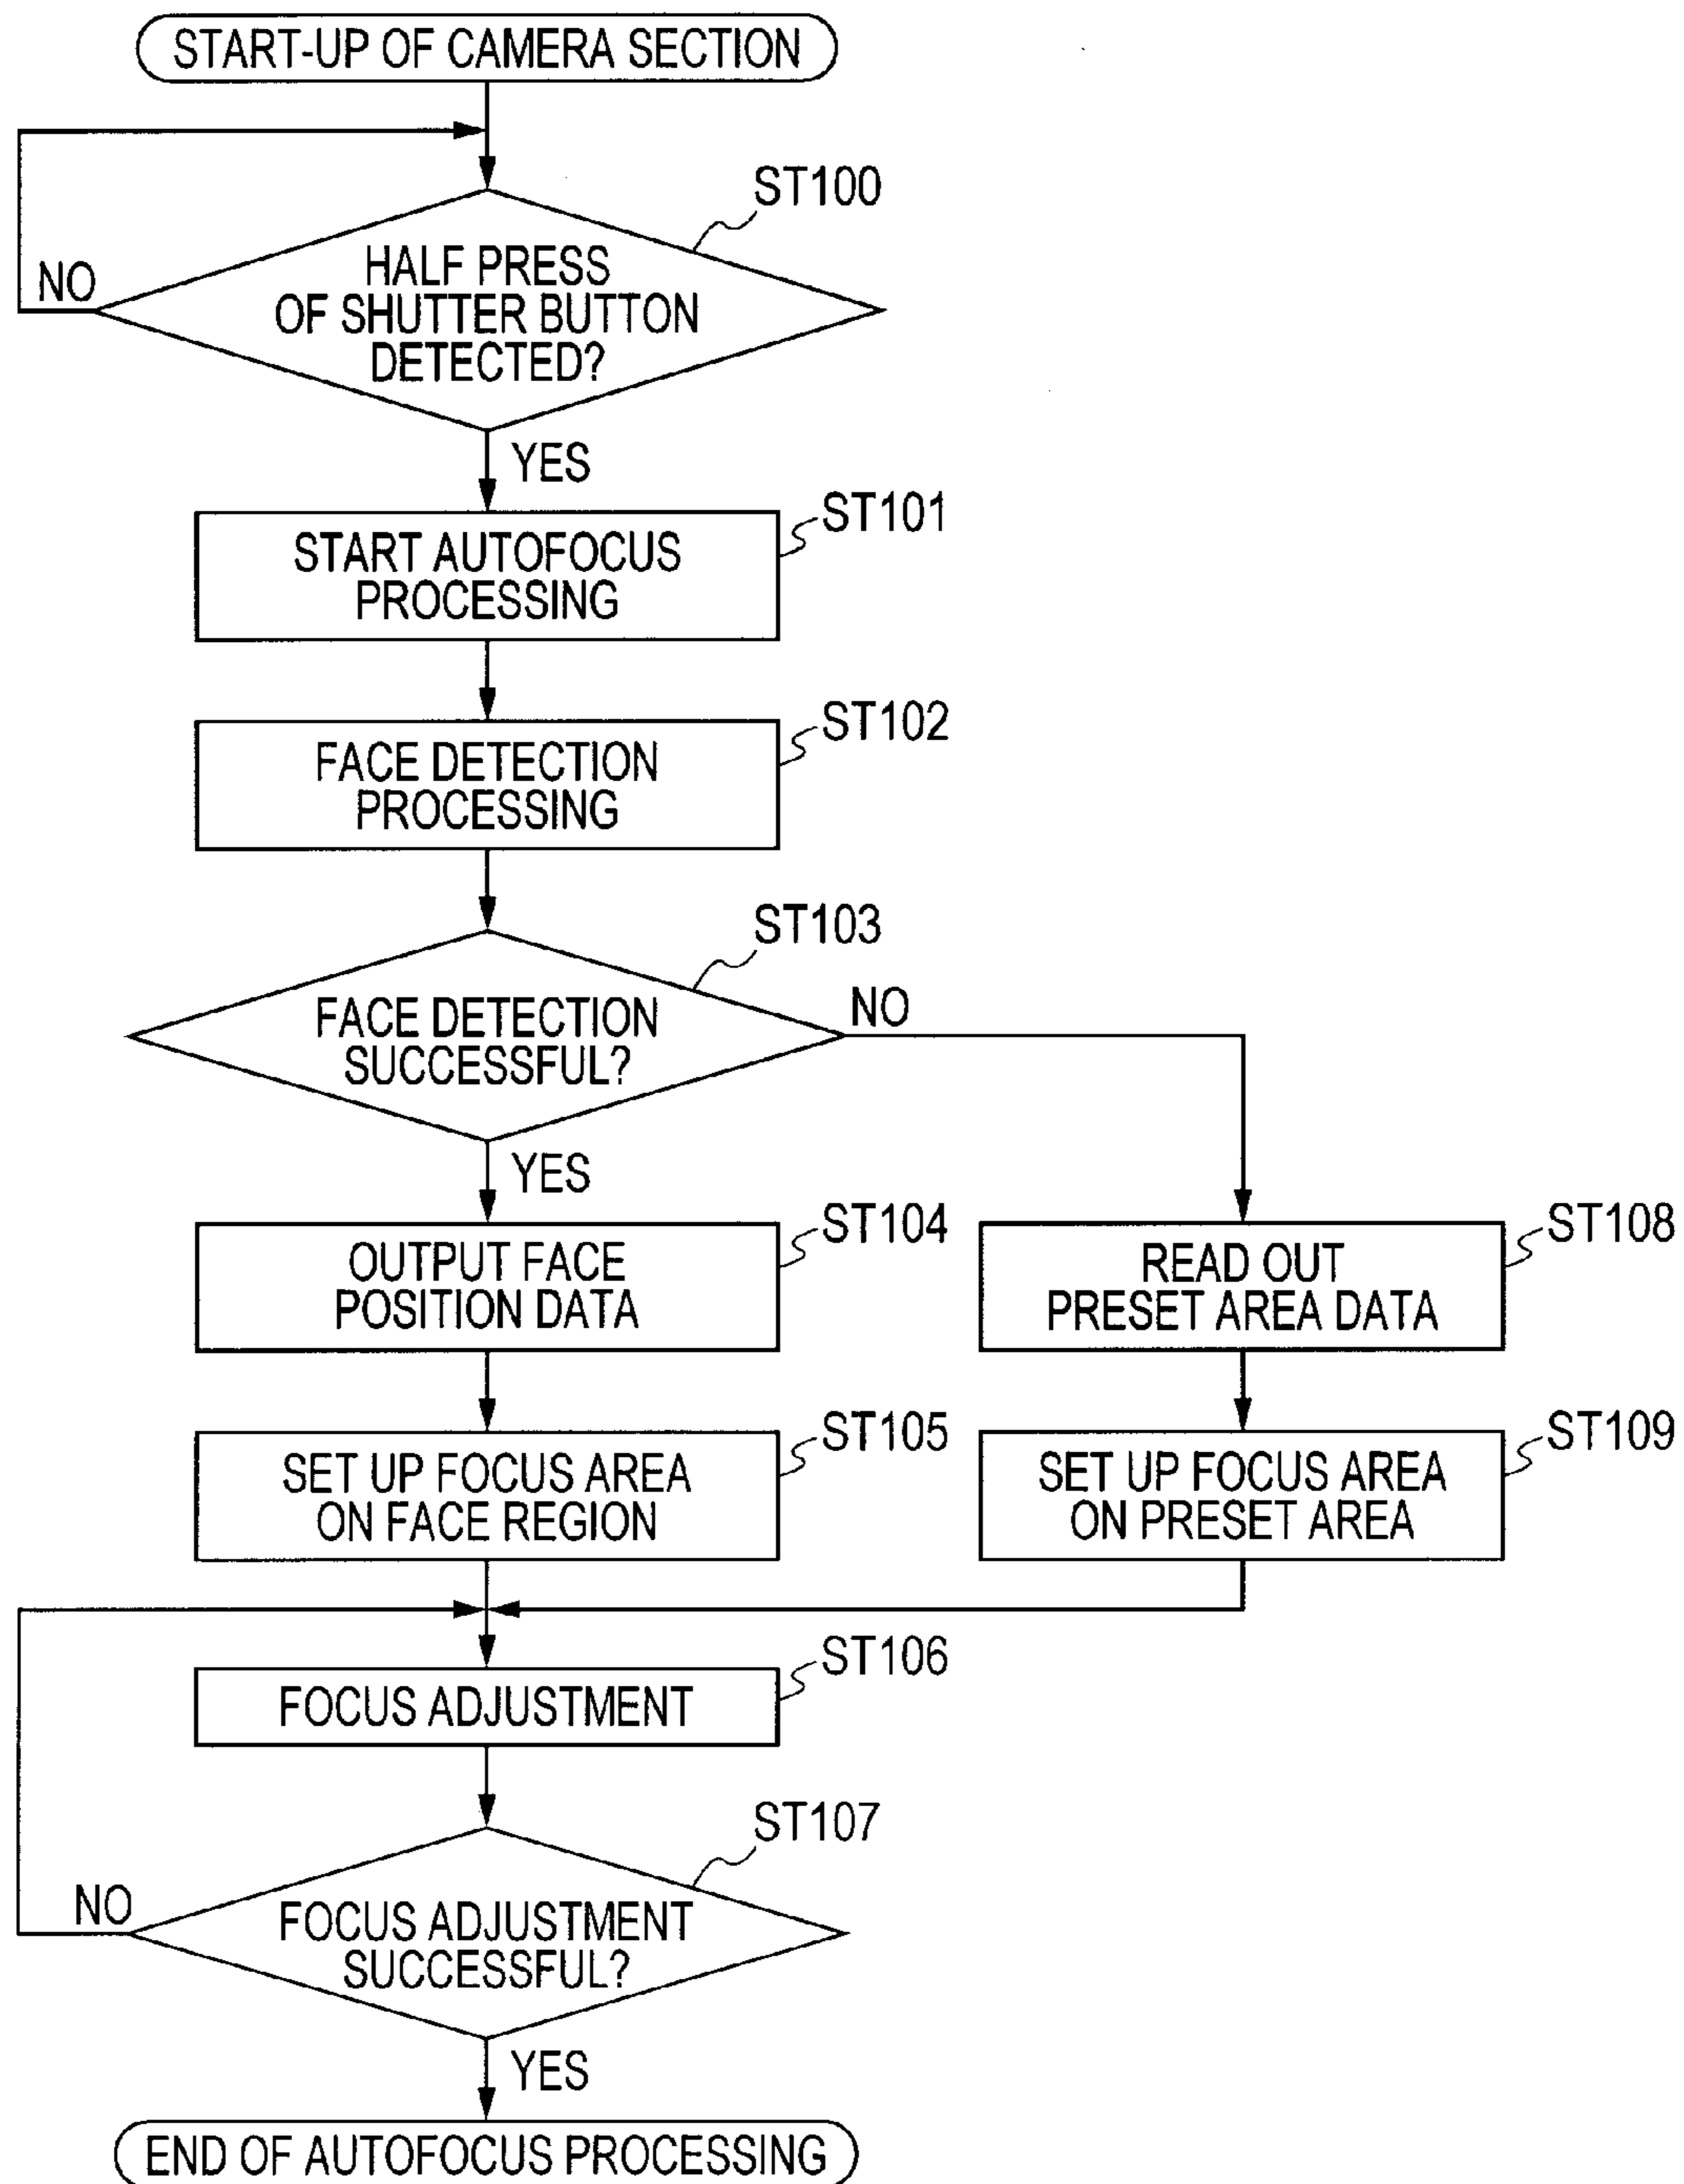 START-UP OF CAMERA SECTION
ST100
HALF PRESS
OF SHUTTER BUTTON
DETECTED?
NO
YES
ST101
START AUTOFOCUS
PROCESSING
ST102
FACE DETECTION
PROCESSING
ST103
FACE DETECTION
SUCCESSFUL?
NO
YES
ST104
OUTPUT FACE
POSITION DATA
ST108
READ OUT
PRESET AREA DATA
ST105
SET UP FOCUS AREA
ON FACE REGION
ST109
SET UP FOCUS AREA
ON PRESET AREA
ST106
FOCUS ADJUSTMENT
ST107
FOCUS ADJUSTMENT
SUCCESSFUL?
NO
YES
END OF AUTOFOCUS PROCESSING